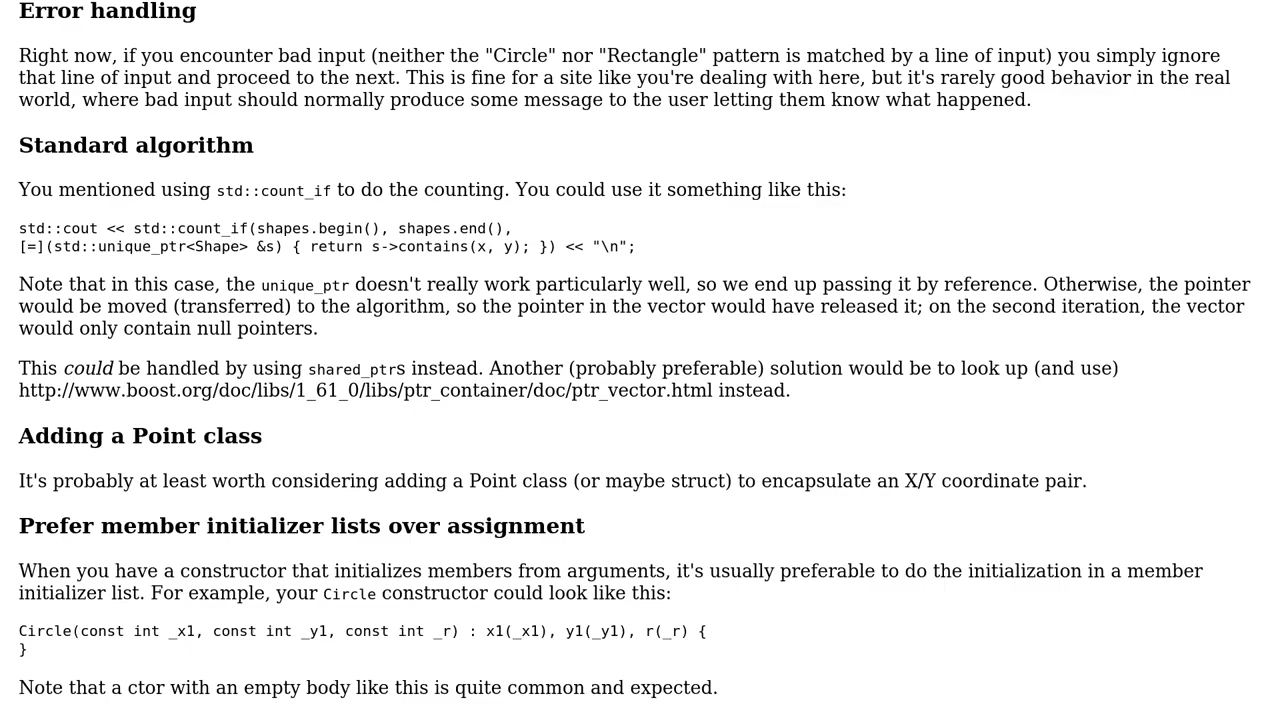 Error handling
Right now, if you encounter bad input (neither the "Circle" nor "Rectangle" pattern is matched by a line of input) you simply ignore
that line of input and proceed to the next. This is fine for a site like you're dealing with here, but it's rarely good behavior in the real
world, where bad input should normally produce some message to the user letting them know what happened.
Standard algorithm
You mentioned using std::count_if to do the counting. You could use it something like this:
std::cout << std::count_if(shapes.begin(), shapes.end(),
[=](std::unique_ptr<Shape> &s) { return s->contains(x, y); }) << "\n";
Note that in this case, the unique_ptr doesn't really work particularly well, so we end up passing it by reference. Otherwise, the pointer
would be moved (transferred) to the algorithm, so the pointer in the vector would have released it; on the second iteration, the vector
would only contain null pointers.
This could be handled by using shared_ptrs instead. Another (probably preferable) solution would be to look up (and use)
http://www.boost.org/doc/libs/1_61_0/libs/ptr_container/doc/ptr_vector.html instead.
Adding a Point class
It's probably at least worth considering adding a Point class (or maybe struct) to encapsulate an X/Y coordinate pair.
Prefer member initializer lists over assignment
When you have a constructor that initializes members from arguments, it's usually preferable to do the initialization in a member
initializer list. For example, your Circle constructor could look like this:
Circle(const int _x1, const int _y1, const int _r) : x1(_x1), y1(_y1), r(_r) {
}
Note that a ctor with an empty body like this is quite common and expected.